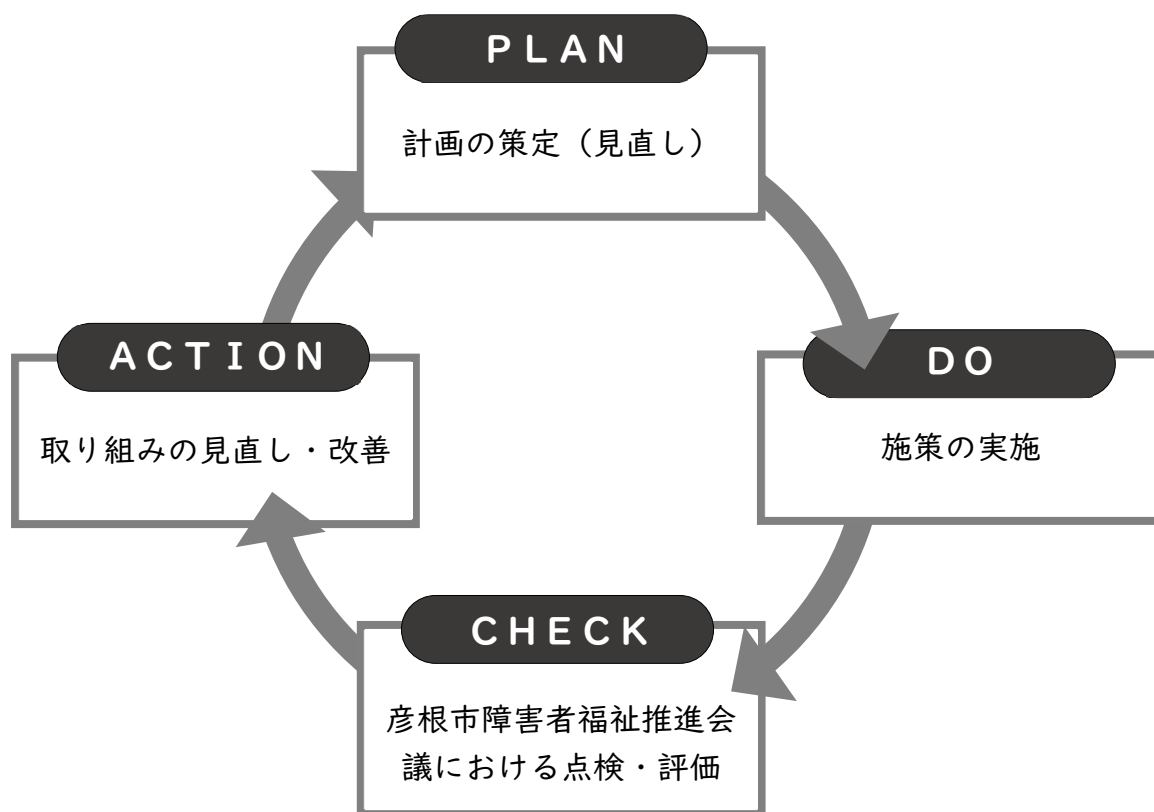 ＰＬＡＮ
計画の策定（見直し）
ＡＣＴＩＯＮ
取り組みの見直し・改善
ＤＯ
施策の実施
ＣＨＥＣＫ
彦根市障害者福祉推進会
議における点検・評価